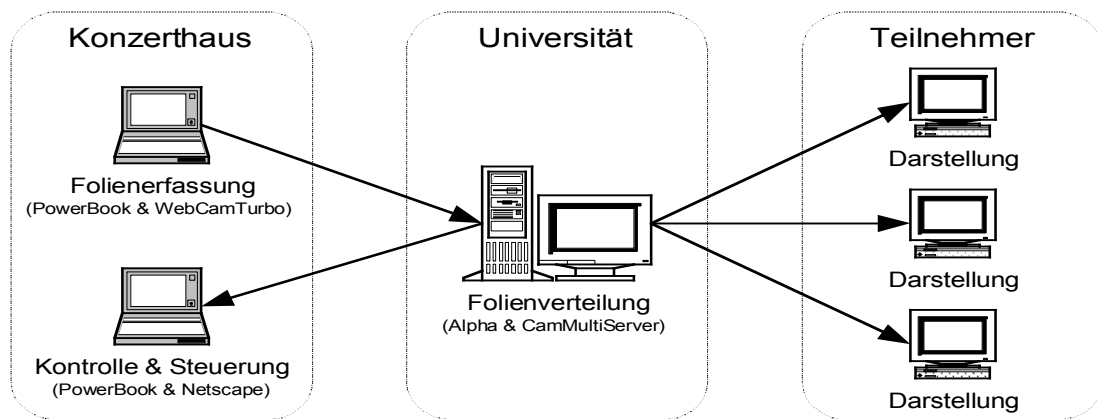 Konzerthaus
Folienerfassung
(PowerBook & WebCamTurbo)
Kontrolle & Steuerung
(PowerBook & Netscape)
Universität
Folienverteilung
(Alpha & CamMultiServer)
Teilnehmer
Darstellung
Darstellung
Darstellung